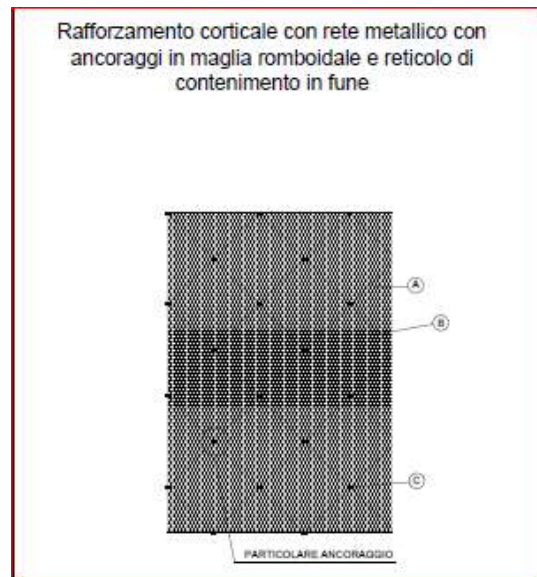 Rafforzamento corticale con rete metallico con
ancoraggi in maglia romboidale e reticolo di
contenimento in fune
A
B
C
PARTICOLARE ANCORAGGIO